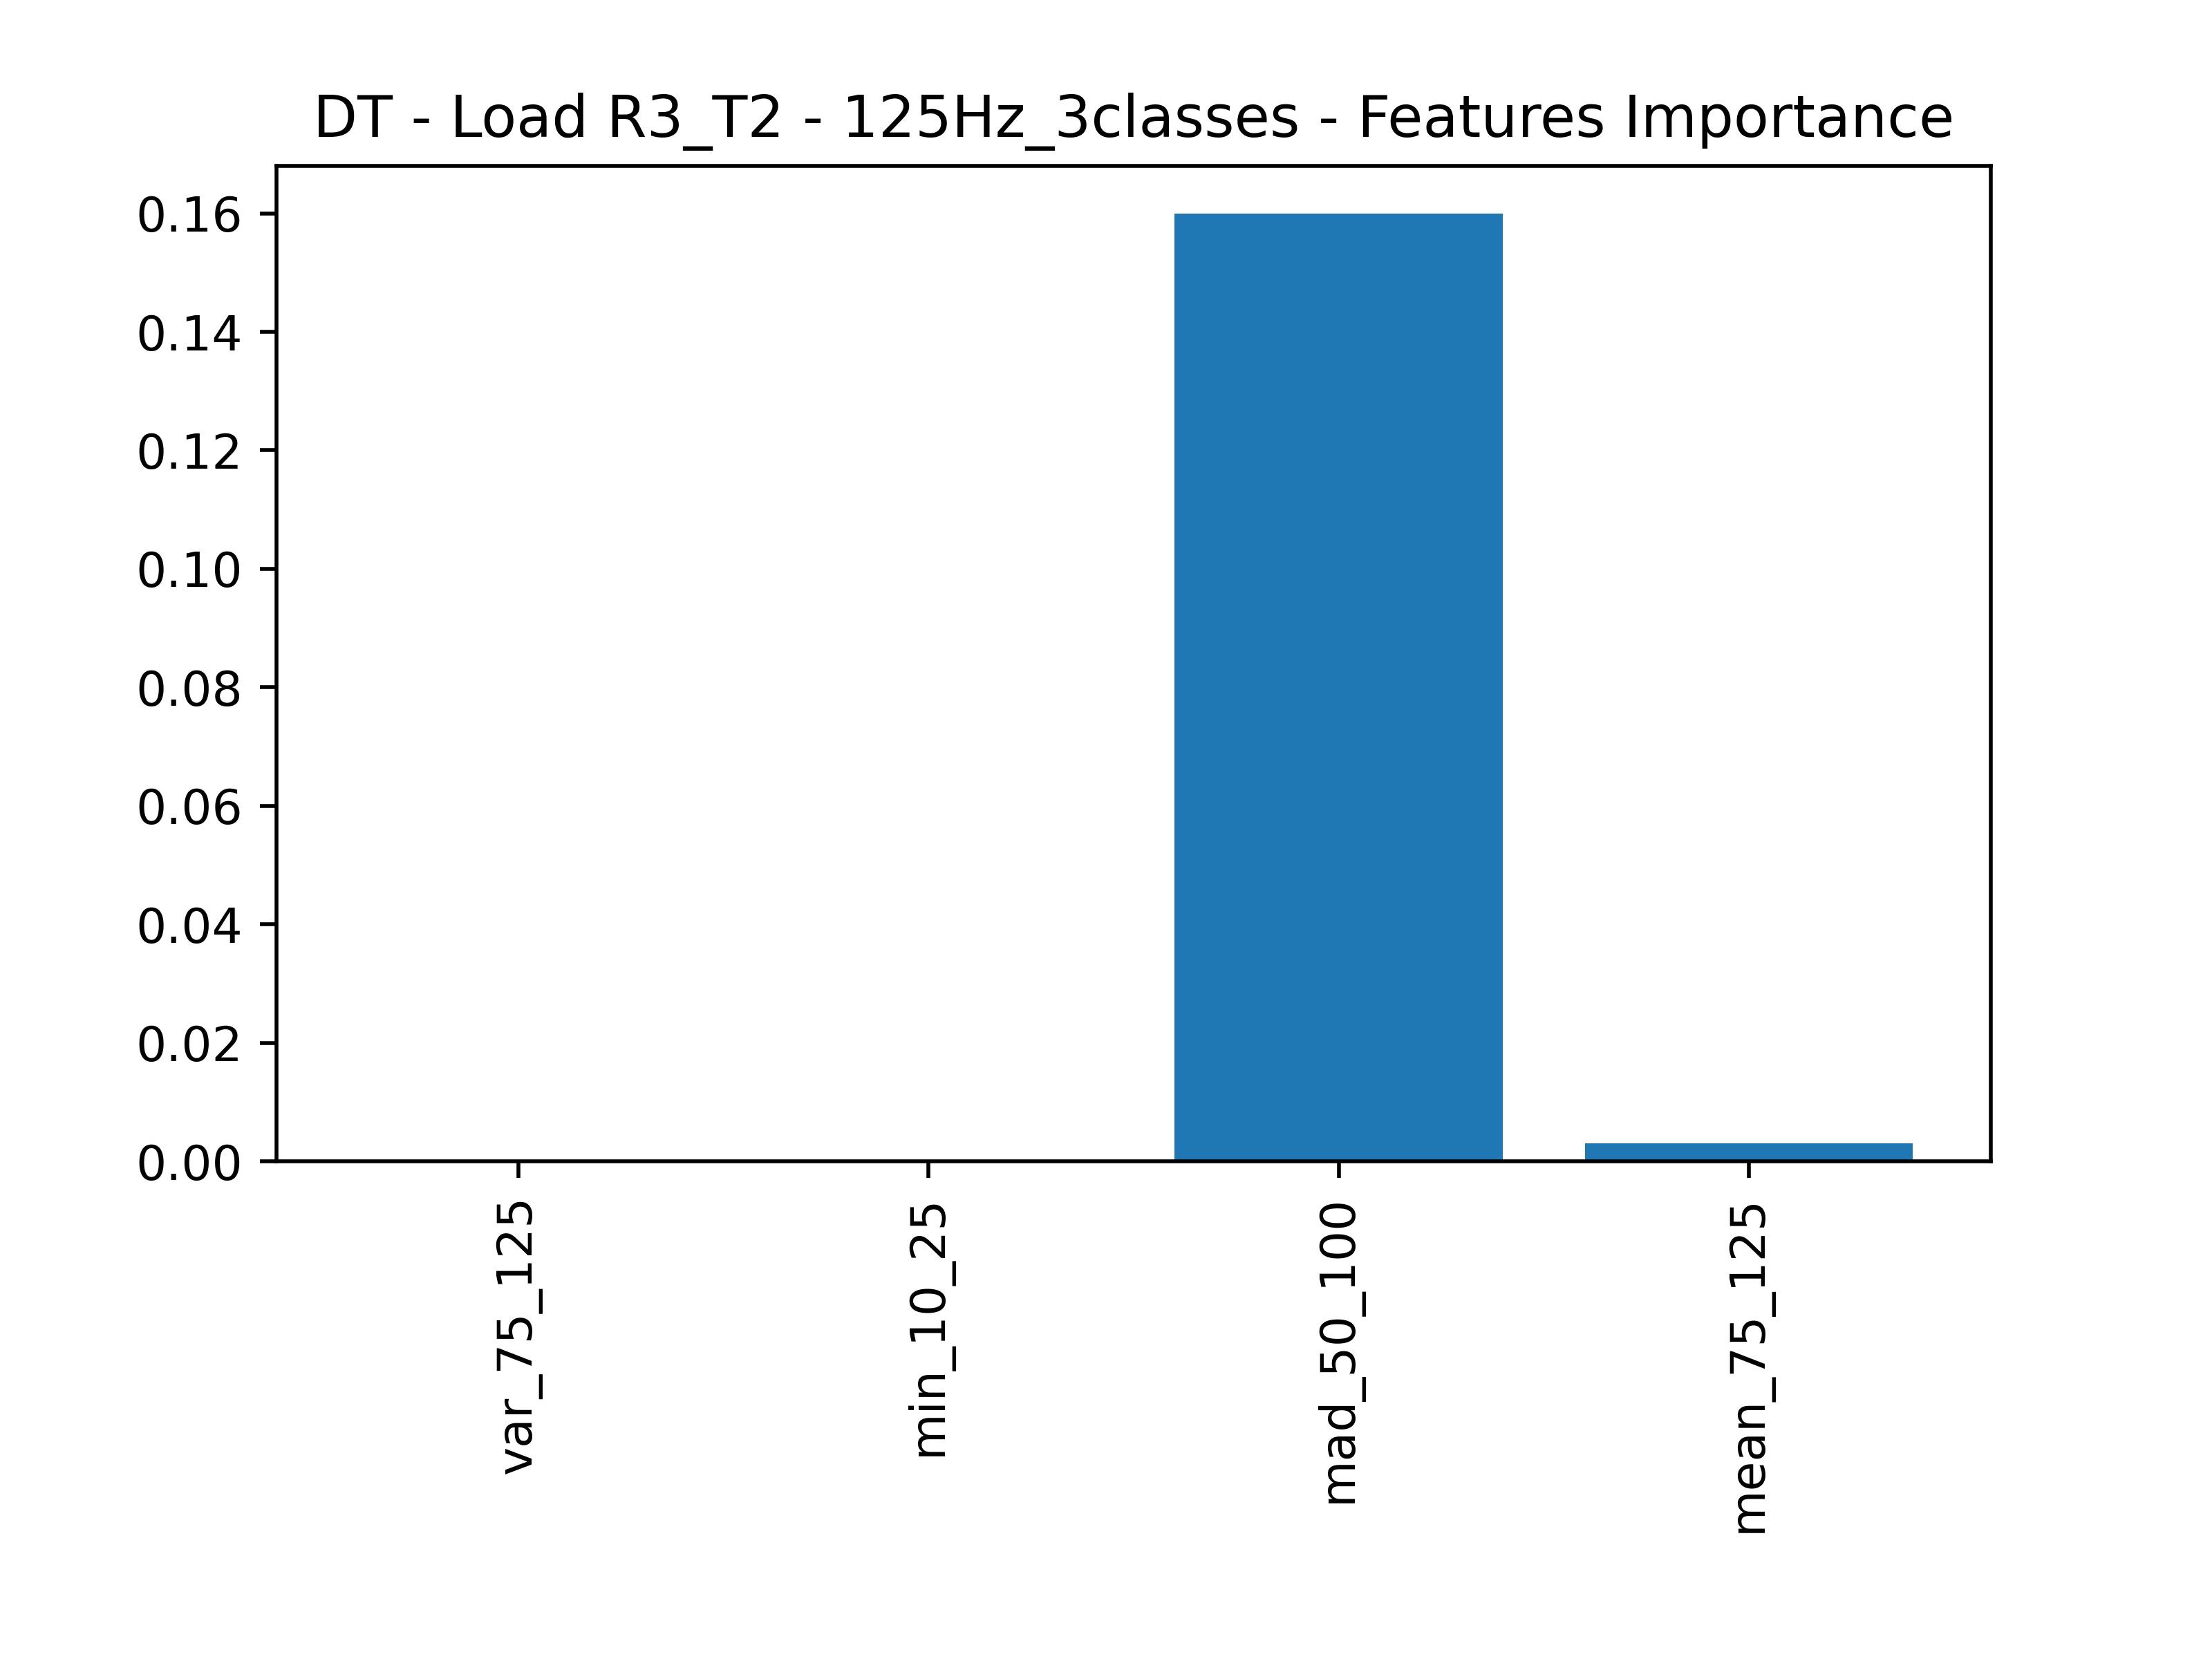 DT - Load R3_T2 - 125Hz_3classes - Features Importance
0.16
0.14
0.12
0.10
0.08
0.06
0.04
0.02
0.00
var_75_125
min_10_25
mad_50_100
mean_75_125